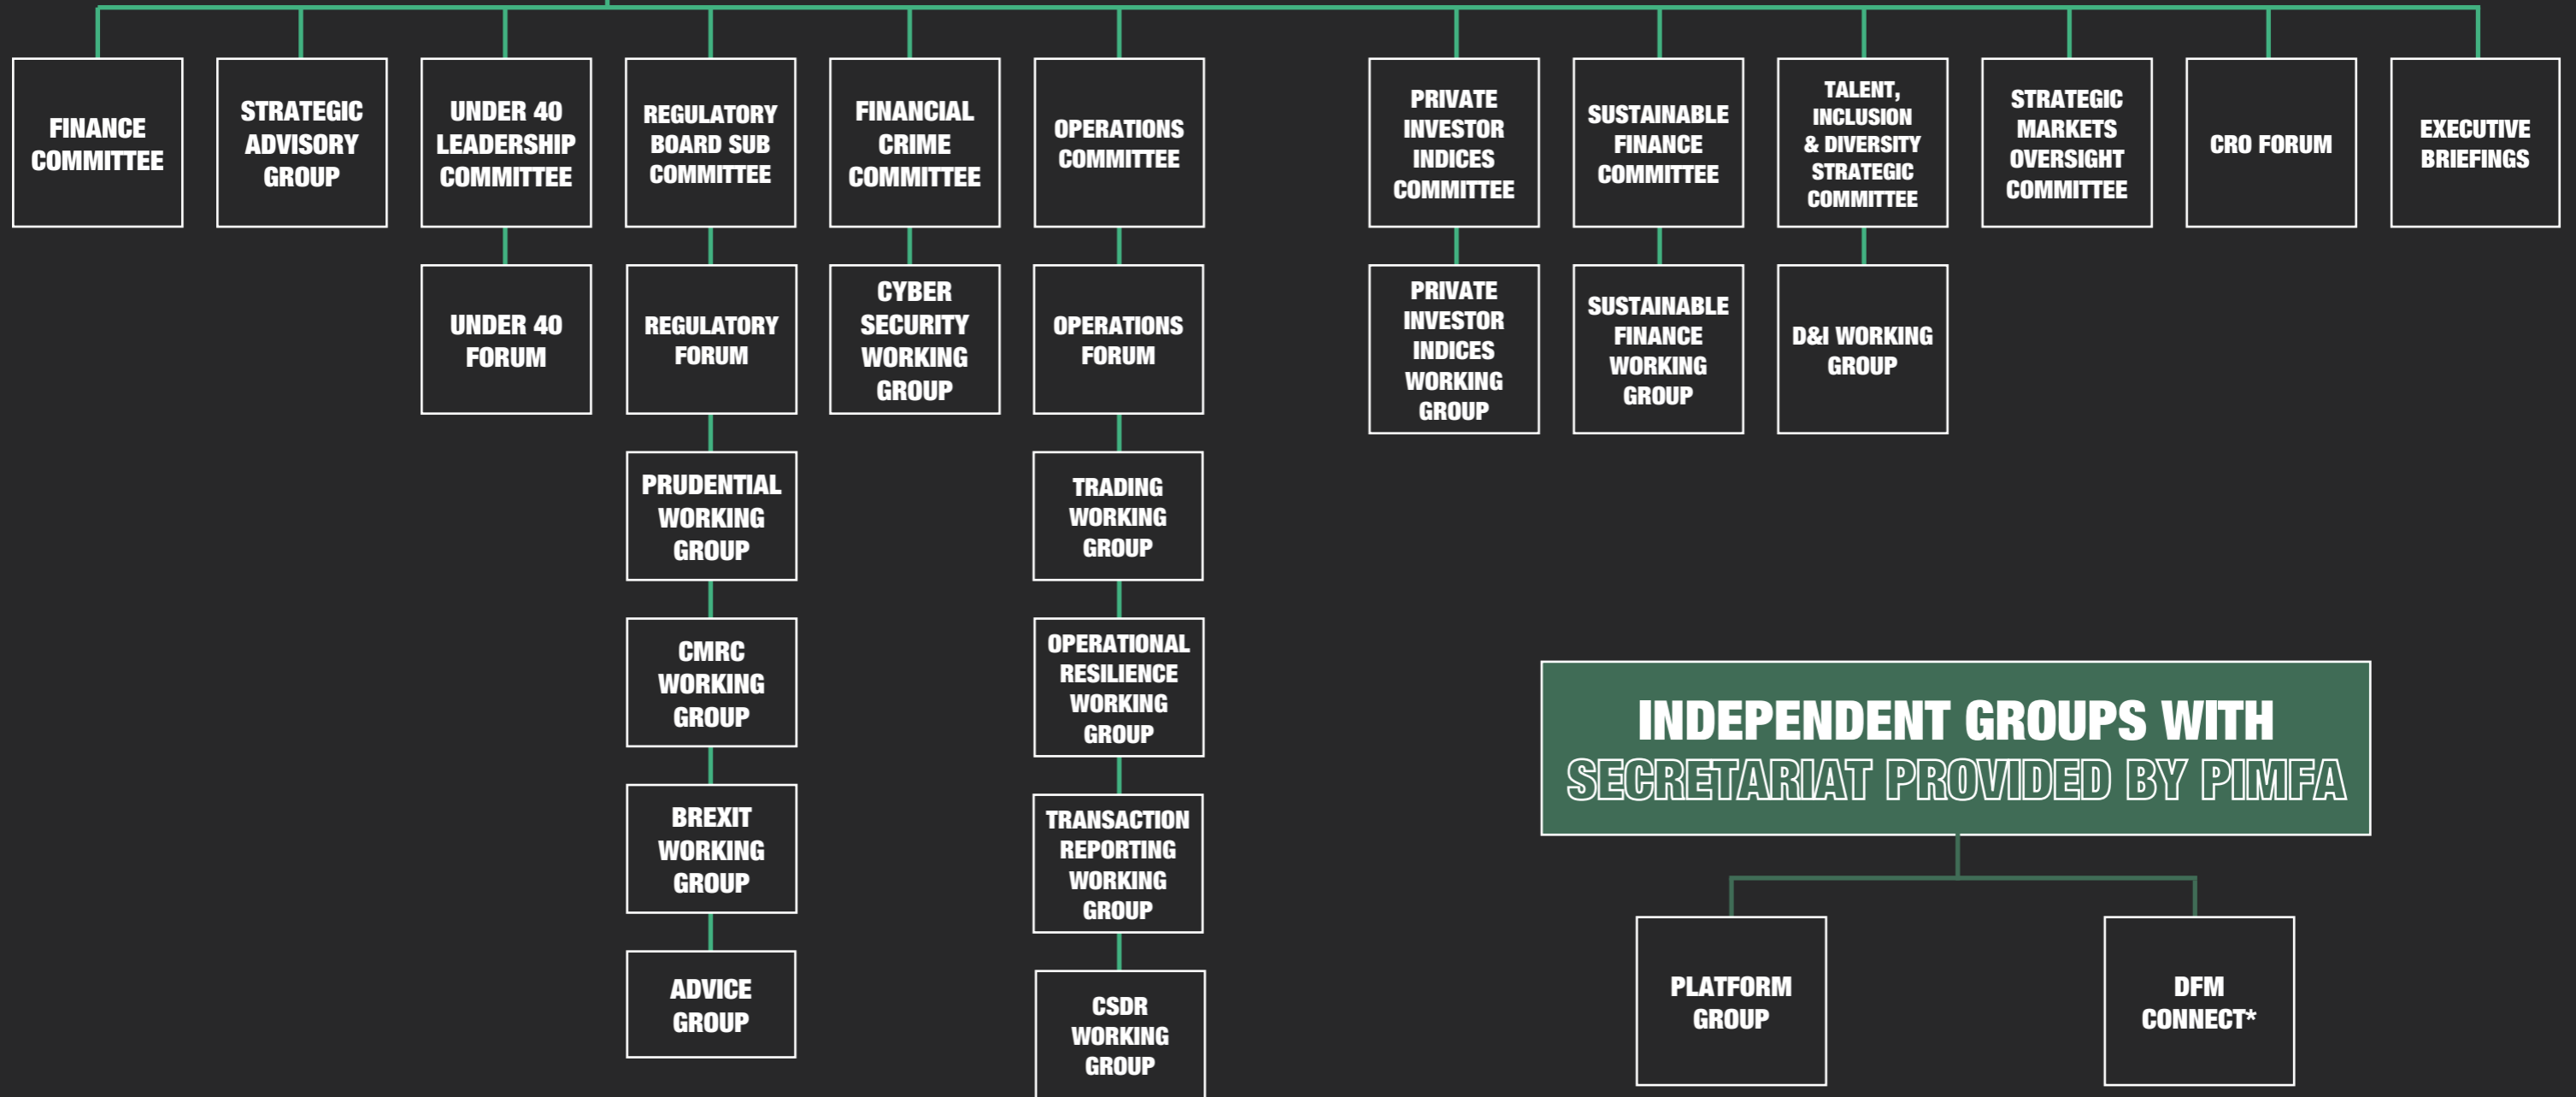 FINANCE
COMMITTEE
STRATEGIC
ADVISORY
GROUP
UNDER 40
LEADERSHIP
COMMITTEE
REGULATORY
BOARD SUB
COMMITTEE
FINANCIAL
CRIME
COMMITTEE
OPERATIONS
COMMITTEE
PRIVATE
INVESTOR
INDICES
COMMITTEE
SUSTAINABLE
FINANCE
COMMITTEE
TALENT,
INCLUSION
& DIVERSITY
STRATEGIC
COMMITTEE
STRATEGIC
MARKETS
OVERSIGHT
COMMITTEE
CRO FORUM
EXECUTIVE
BRIEFINGS
UNDER 40
FORUM
REGULATORY
FORUM
CYBER
SECURITY
WORKING
GROUP
OPERATIONS
FORUM
PRIVATE
INVESTOR
INDICES
WORKING
GROUP
SUSTAINABLE
FINANCE
WORKING
GROUP
D&I WORKING
GROUP
PRUDENTIAL
WORKING
GROUP
TRADING
WORKING
GROUP
CMRC
WORKING
GROUP
OPERATIONAL
RESILIENCE
WORKING
GROUP
BREXIT
WORKING
GROUP
TRANSACTION
REPORTING
WORKING
GROUP
ADVICE
GROUP
CSDR
WORKING
GROUP
INDEPENDENT GROUPS WITH
SECRETARIAT PROVIDED BY PIMFA
PLATFORM
GROUP
DFM
CONNECT*